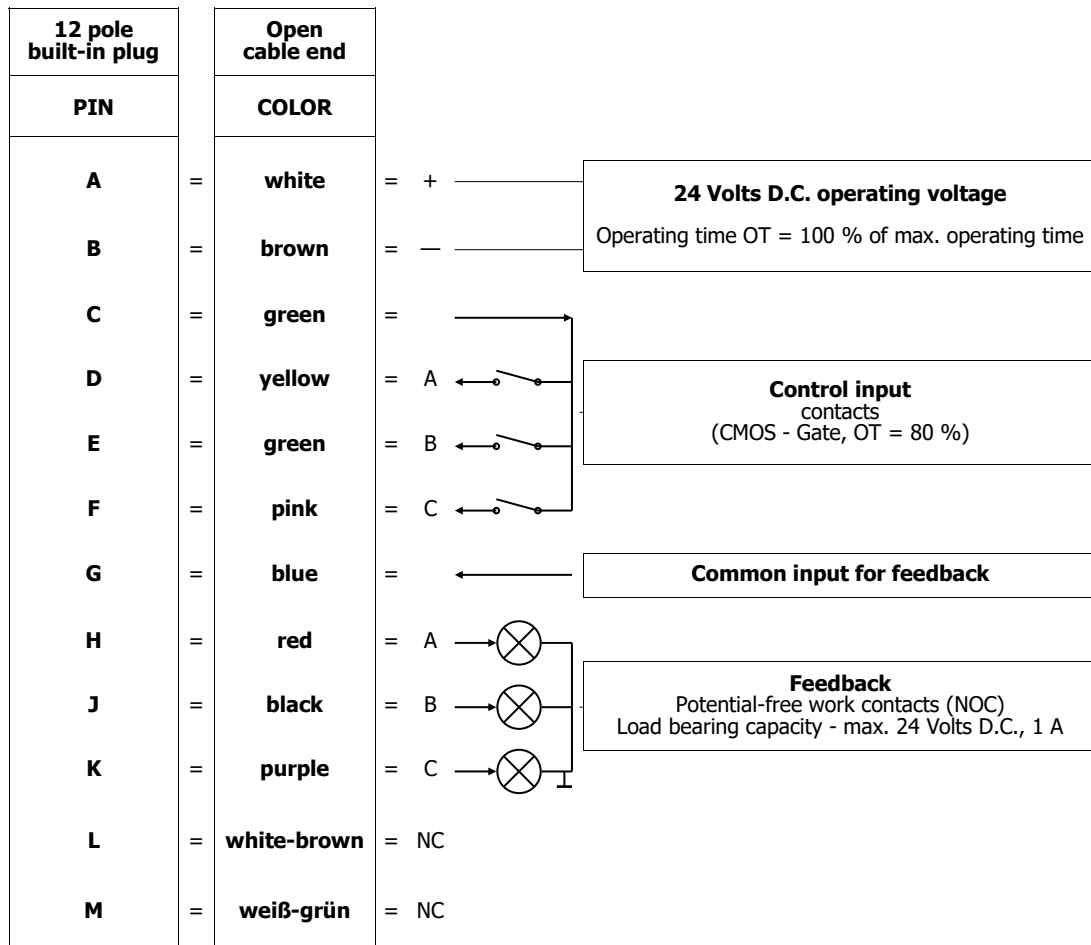 12 pole
built-in plug
Open
cable end
PIN
COLOR
A = white = +
24 Volts D.C. operating voltage
Operating time OT = 100 % of max. operating time
B = brown = —
C = green =
D = yellow = A
Control input
contacts
(CMOS - Gate, OT = 80 %)
E = green = B
F = pink = C
G = blue =
Common input for feedback
H = red = A
Feedback
Potential-free work contacts (NOC)
Load bearing capacity - max. 24 Volts D.C., 1 A
J = black = B
K = purple = C
L = white-brown = NC
M = weiß-grün = NC